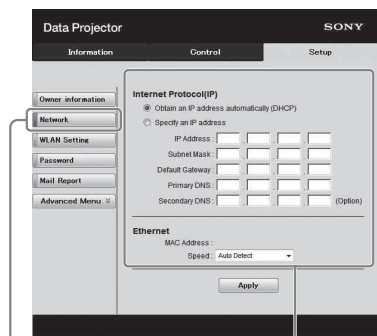 Data Projector
SONY
Information
Control
Setup
Owner information
Network
WLAN Setting
Password
Mail Report
Advanced Menu
Internet Protocol(IP)
Obtain an IP address automatically (DHCP)
Specify an IP address
IP Address :
Subnet Mask :
Default Gateway :
Primary DNS :
Secondary DNS : (Option)
Ethernet
MAC Address :
Speed : Auto Detect
Apply